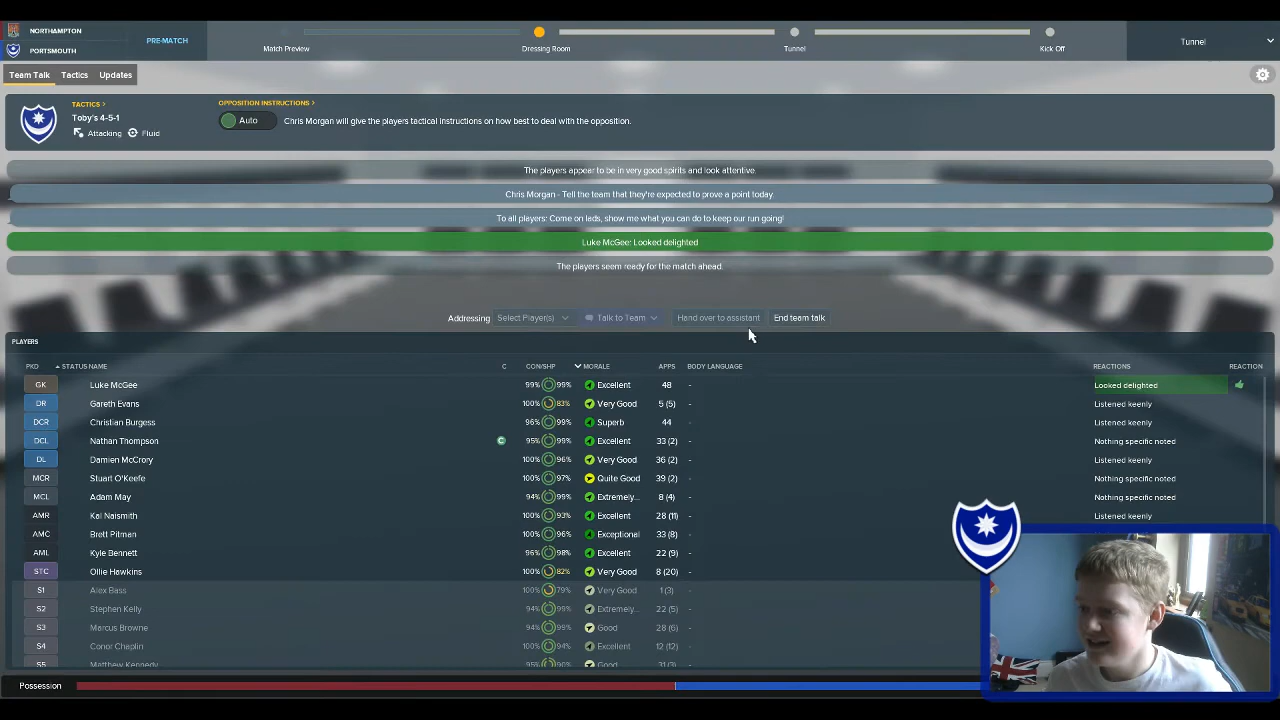 NORTHAMPTON
PORTSMOUTH
PRE-MATCH
Match Preview
Dressing Room
Tunnel
Kick Off
Tunnel
Team Talk Tactics Updates
TACTICS >
Toby's 4-5-1
Attacking Fluid
OPPOSITION INSTRUCTIONS >
Auto
Chris Morgan will give the players tactical instructions on how best to deal with the opposition.
The players appear to be in very good spirits and look attentive.
Chris Morgan - Tell the team that they're expected to prove a point today.
To all players: Come on lads, show me what you can do to keep our run going!
Luke McGee: Looked delighted
The players seem ready for the match ahead.
Addressing Select Player(s) Talk to Team Hand over to assistant End team talk
PLAYERS
PKD STATUS NAME C CON/SHP MORALE APPS BODY LANGUAGE REACTIONS REACTION
GK Luke McGee 99% 99% Excellent 48 - Looked delighted
DR Gareth Evans 100% 83% Very Good 5 (5) - Listened keenly
DCR Christian Burgess 96% 99% Superb 44 - Listened keenly
DCL Nathan Thompson C 95% 99% Excellent 33 (2) - Nothing specific noted
DL Damien McCrory 100% 96% Very Good 36 (2) - Listened keenly
MCR Stuart O'Keefe 100% 97% Quite Good 39 (2) - Nothing specific noted
MCL Adam May 94% 99% Extremely... 8 (4) - Nothing specific noted
AMR Kal Naismith 100% 93% Excellent 28 (11) - Listened keenly
AMC Brett Pitman 100% 96% Exceptional 33 (8) -
AML Kyle Bennett 96% 98% Excellent 22 (9) -
STC Ollie Hawkins 100% 82% Very Good 8 (20) -
S1 Alex Bass 100% 79% Very Good 1 (3) -
S2 Stephen Kelly 94% 99% Extremely... 22 (5) -
S3 Marcus Browne 94% 99% Good 28 (6) -
S4 Conor Chaplin 100% 94% Excellent 12 (12) -
S5 Matthew Kennedy 95% 90% Good 31 (3) -
Possession